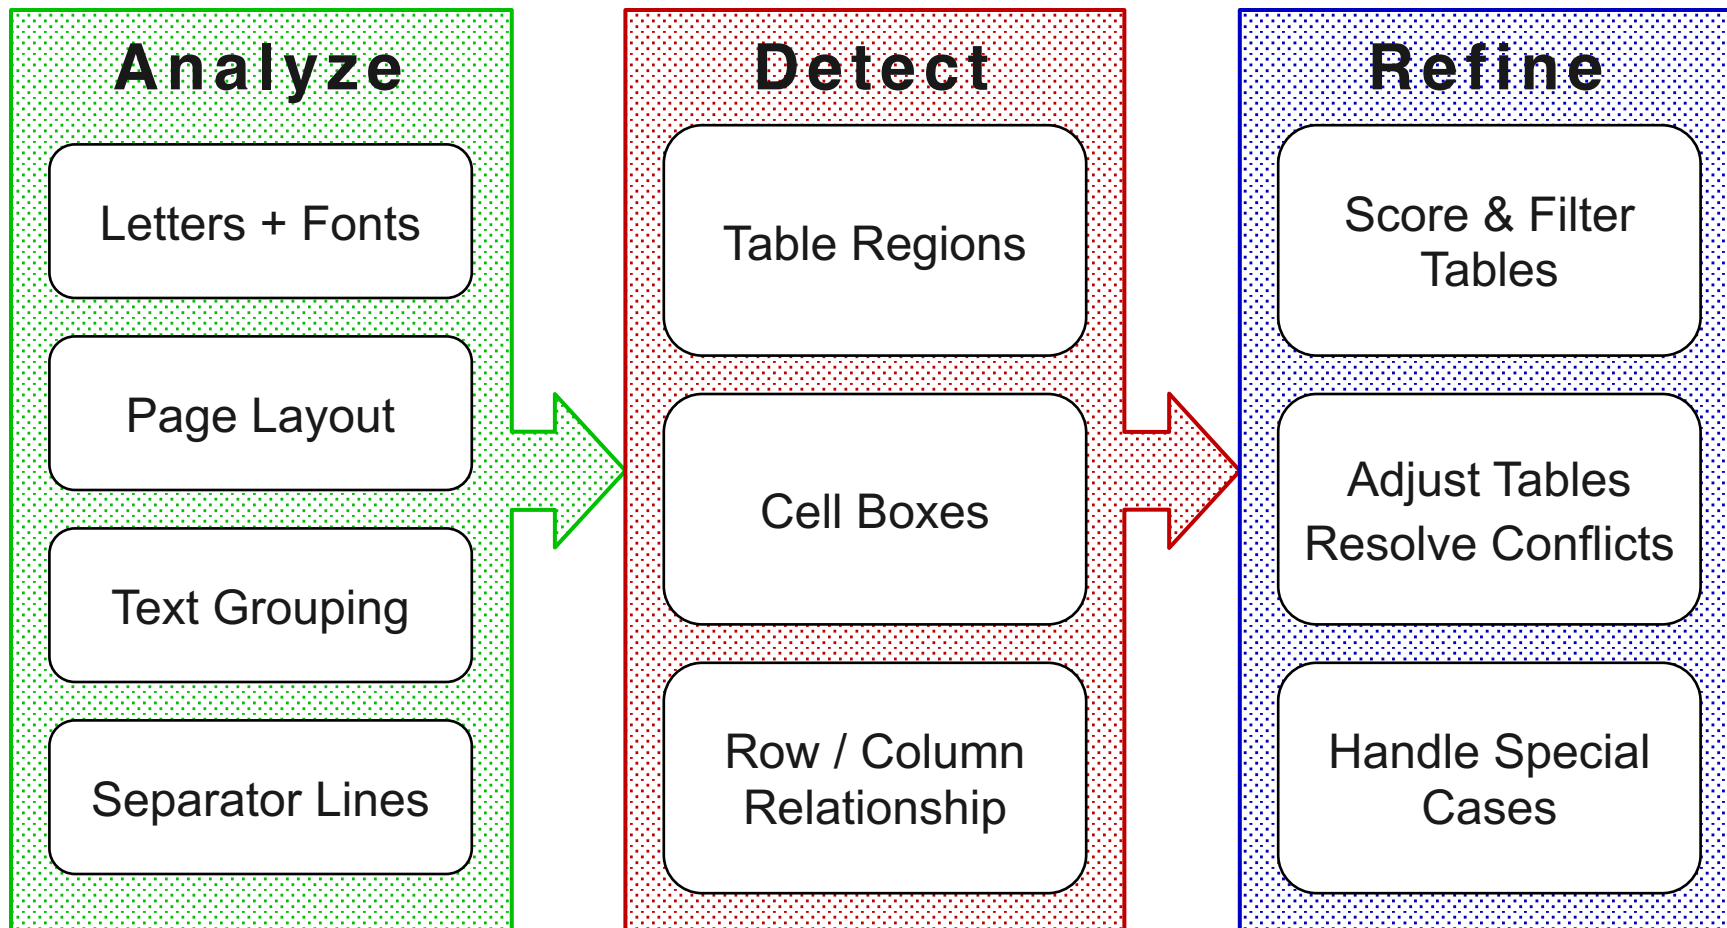 Analyze
Letters + Fonts
Page Layout
Text Grouping
Separator Lines
Detect
Table Regions
Cell Boxes
Row / Column
Relationship
Refine
Score & Filter
Tables
Adjust Tables
Resolve Conflicts
Handle Special
Cases